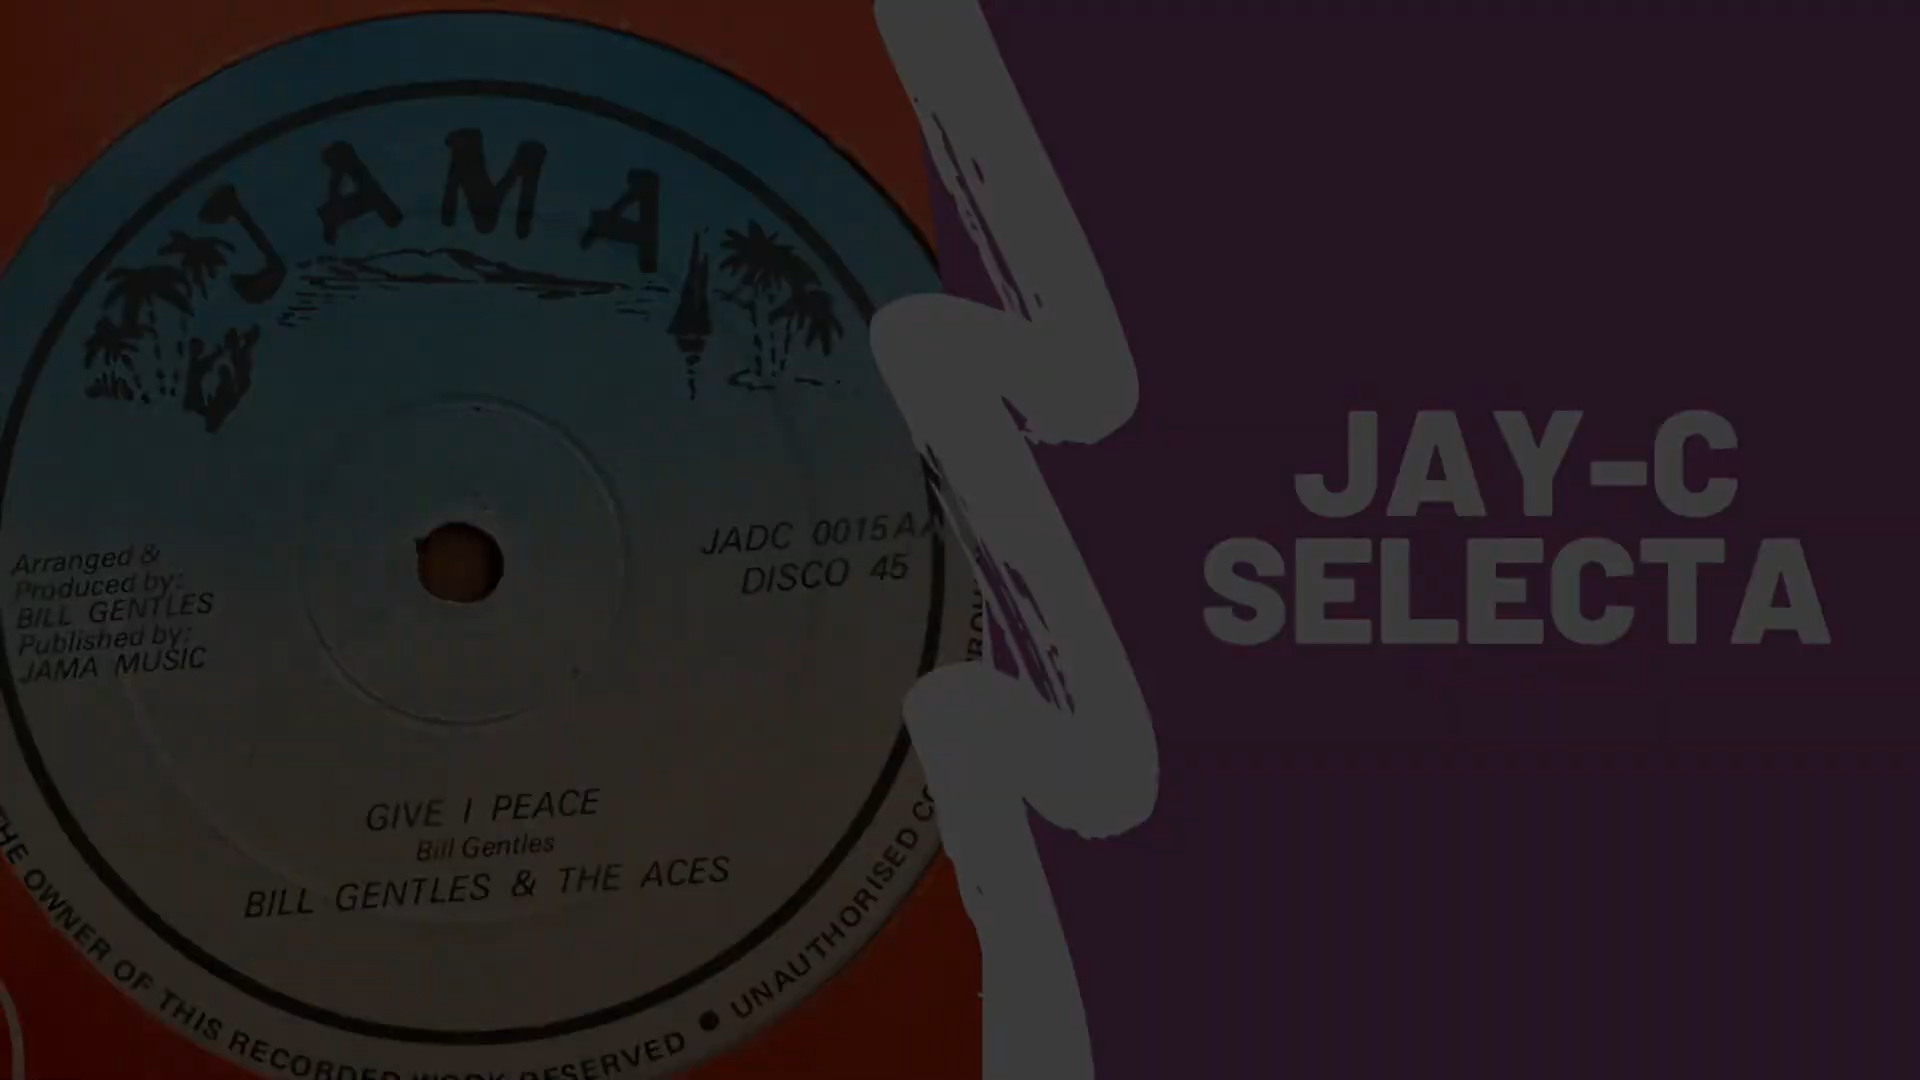 JAMA
Arranged &
Produced by:
BILL GENTLES
Published by:
JAMA MUSIC
JADC 0015 AA
DISCO 45
GIVE I PEACE
Bill Gentles
BILL GENTLES & THE ACES
THE OWNER OF THIS RECORDED WORK RESERVED • UNAUTHORISED
JAY-C
SELECTA